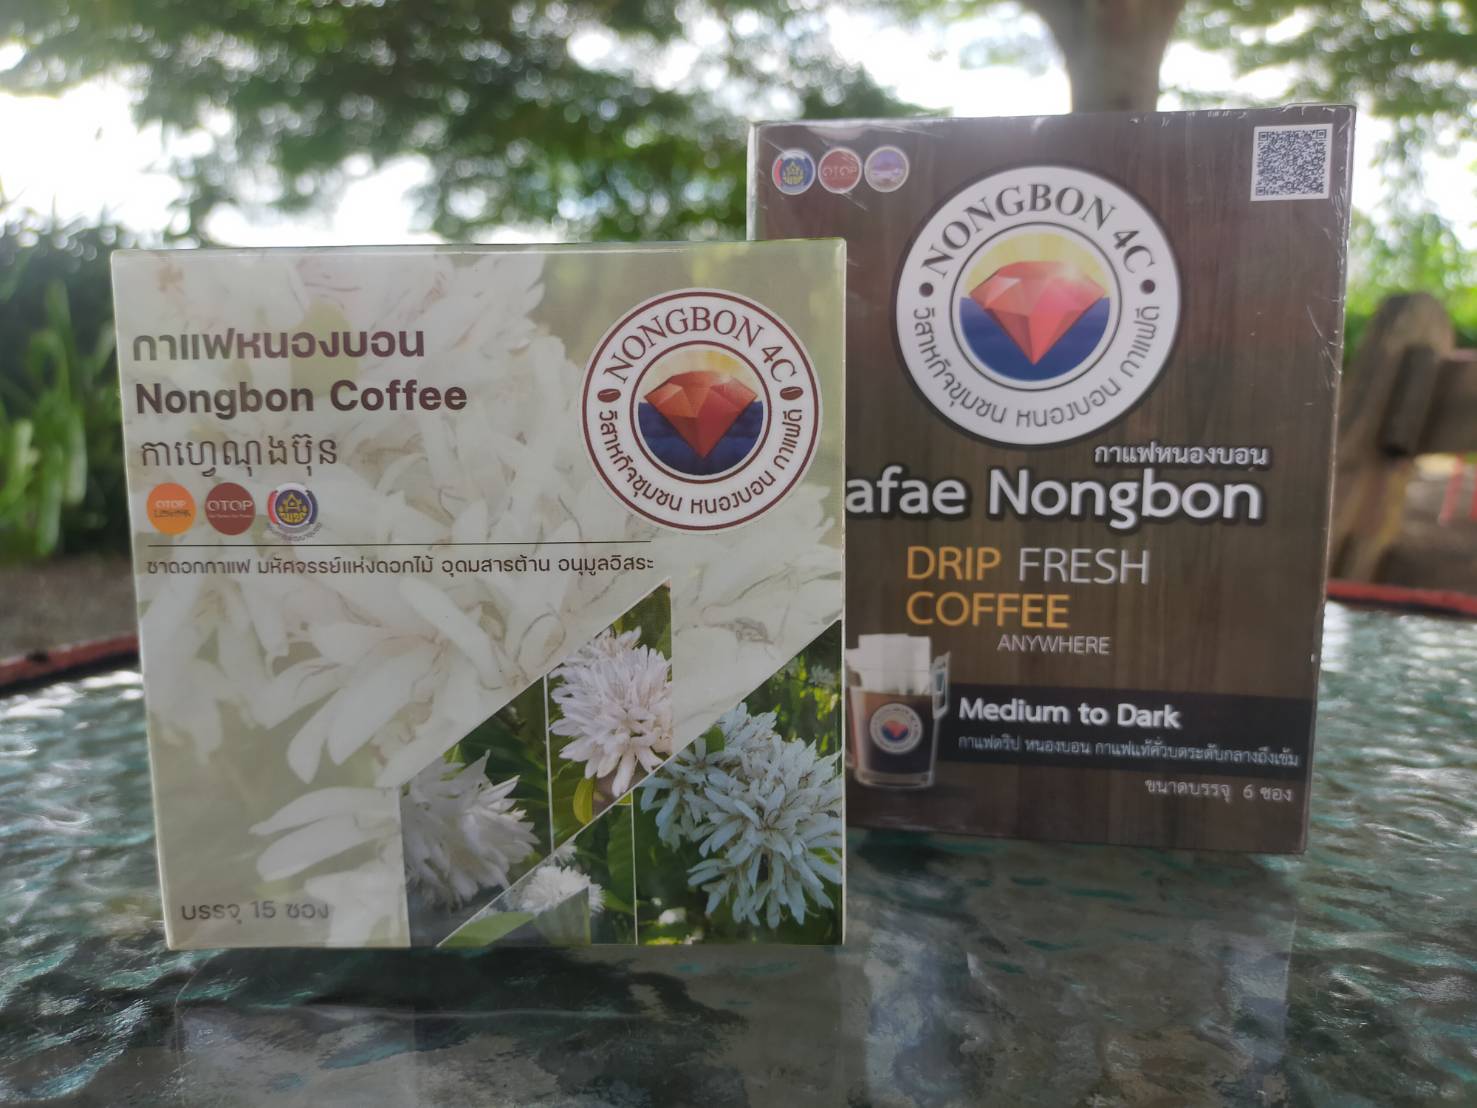 กาแฟหนองบอน
Nongbon Coffee
កាហ្វេណុងប៊ុន
OTOP
OTOP
ชาดอกกาแฟ มหัศจรรย์แห่งดอกไม้ อุดมสารต้าน อนุมูลอิสระ
NONGBON 4C
วิสาหกิจชุมชน หนองบอน กาแฟดี
บรรจุ 15 ซอง
OTOP
NONGBON 4C
วิสาหกิจชุมชน หนองบอน กาแฟดี
กาแฟหนองบอน
afae Nongbon
DRIP FRESH
COFFEE
ANYWHERE
Medium to Dark
กาแฟดริป หนองบอน กาแฟแท้คั่วบดระดับกลางถึงเข้ม
ขนาดบรรจุ 6 ซอง